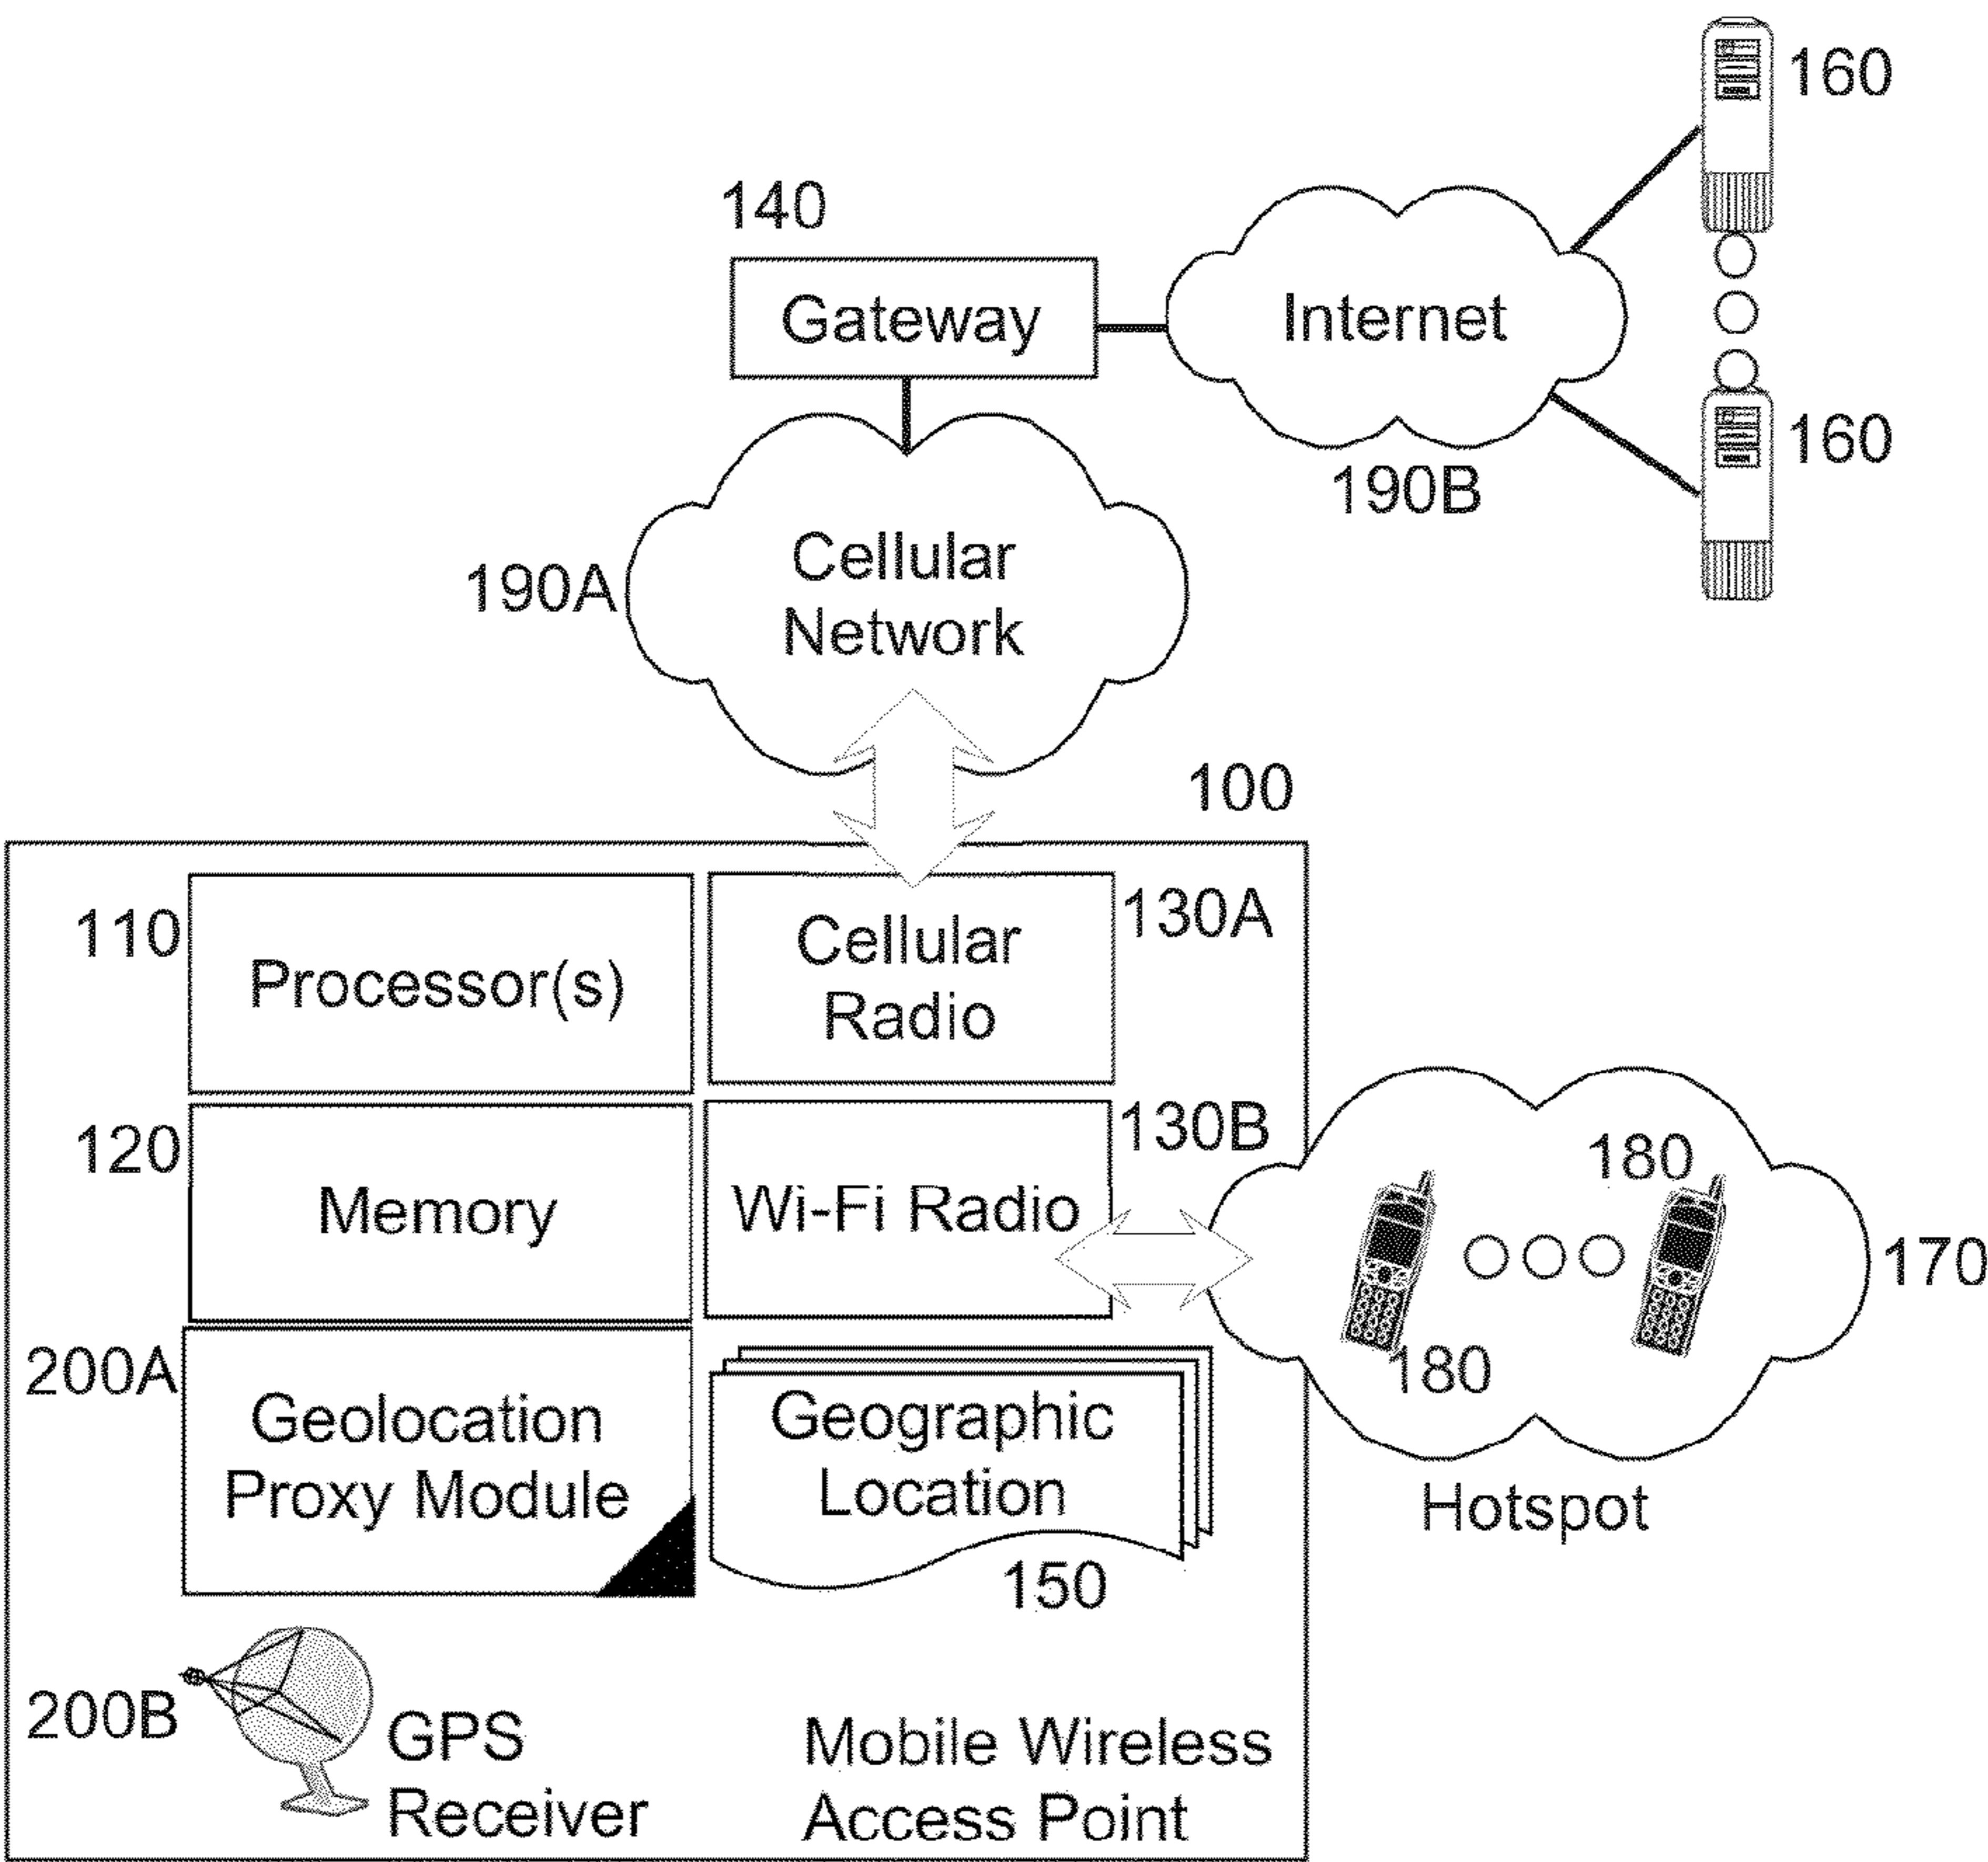 160
140
Gateway
Internet
160
190B
190A
Cellular
Network
100
110
Processor(s)
Cellular
Radio
130A
120
Memory
Wi-Fi Radio
130B
180
180
170
Hotspot
200A
Geolocation
Proxy Module
Geographic
Location
150
200B
GPS
Receiver
Mobile Wireless
Access Point